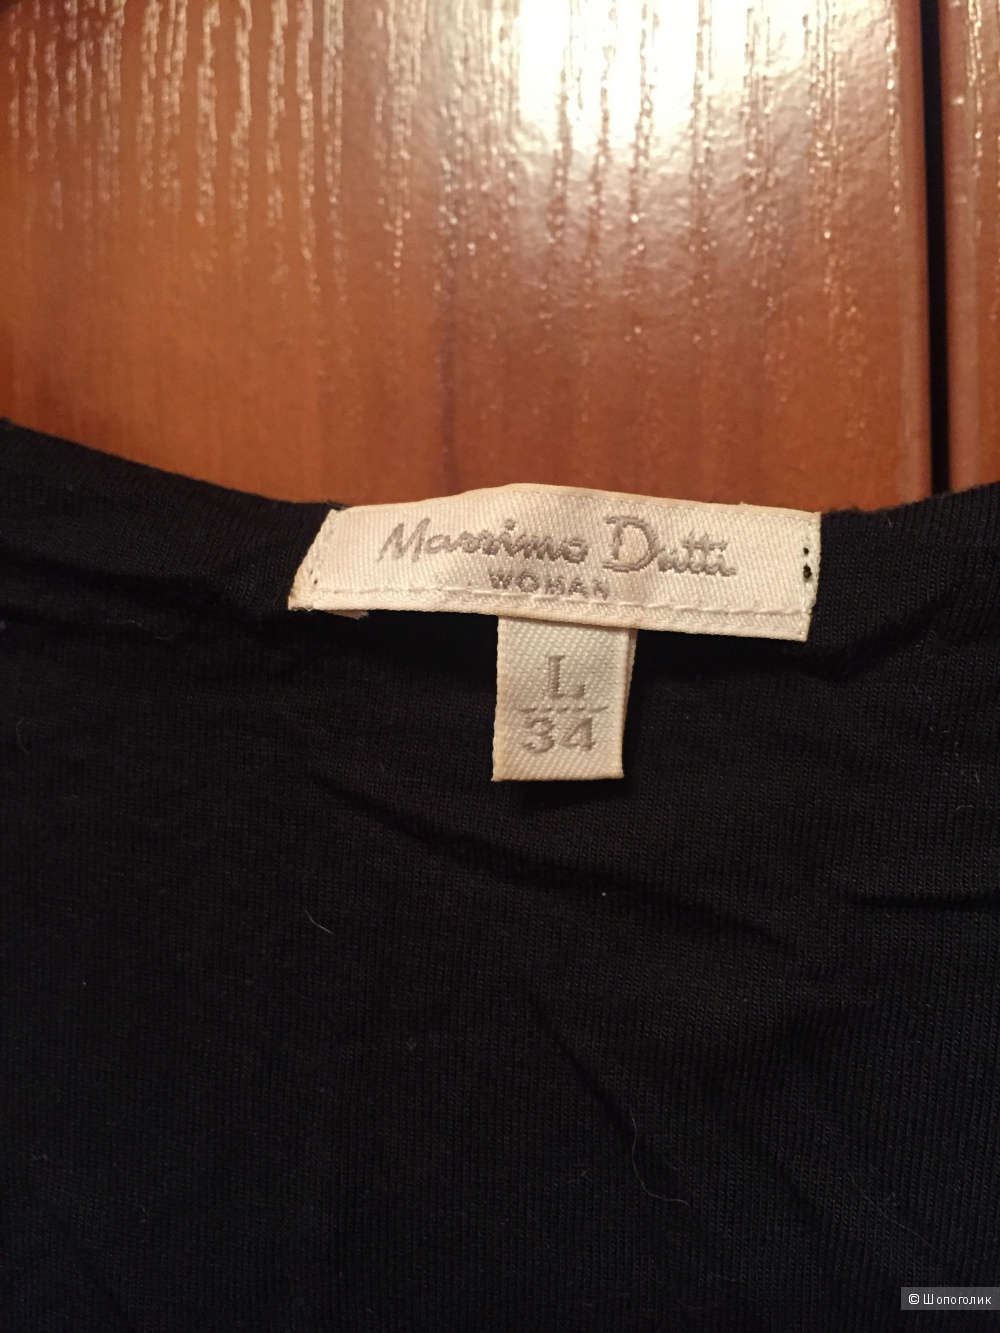 Massimo Dutti
WOMAN
L
34
© Шопоголик